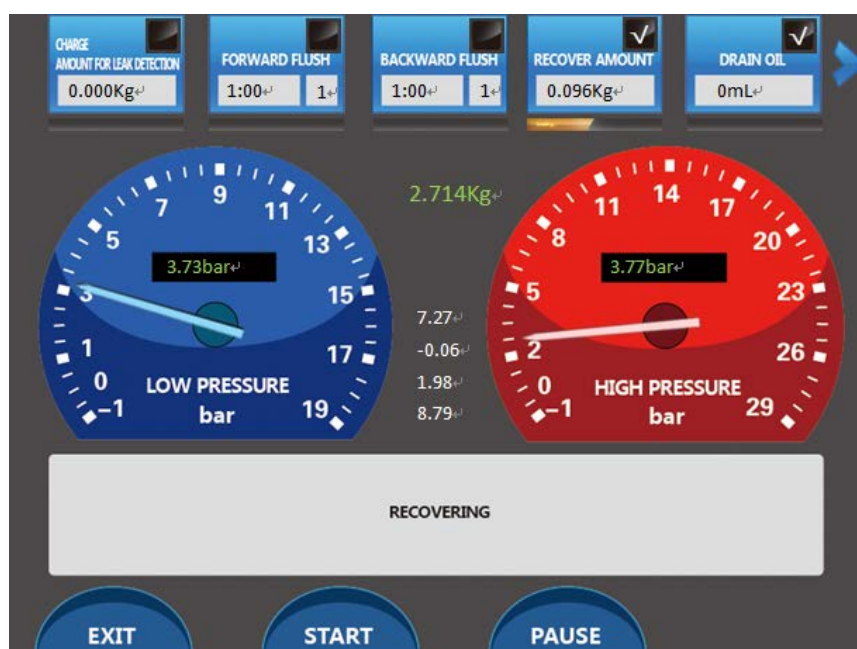 CHARGE
AMOUNT FOR LEAK DETECTION
0.000Kg↵
FORWARD FLUSH
1:00↵ 1↵
BACKWARD FLUSH
1:00↵ 1↵
RECOVER AMOUNT
0.096Kg↵
DRAIN OIL
0mL↵
2.714Kg↵
-1
0
1
3
5
7
9
11
13
15
17
19
3.73bar↵
LOW PRESSURE
bar
7.27↵
-0.06↵
1.98↵
8.79↵
-1
0
2
5
8
11
14
17
20
23
26
29
3.77bar↵
HIGH PRESSURE
bar
RECOVERING
EXIT
START
PAUSE